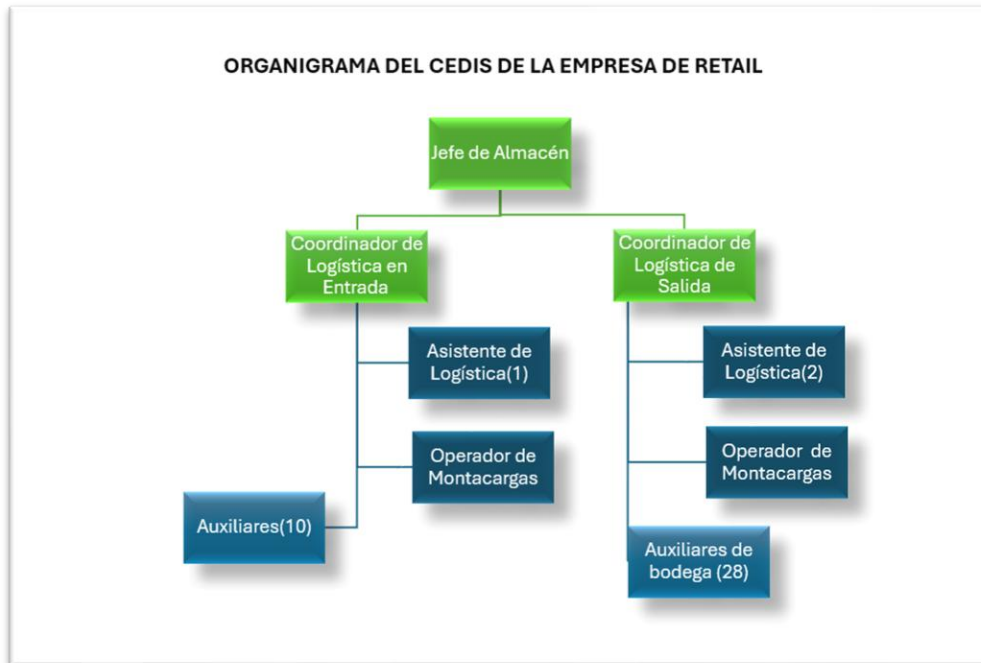 ORGANIGRAMA DEL CEDIS DE LA EMPRESA DE RETAIL
Jefe de Almacén
Coordinador de
Logística en
Entrada
Coordinador de
Logística de
Salida
Asistente de
Logística(1)
Asistente de
Logística(2)
Operador de
Montacargas
Operador de
Montacargas
Auxiliares(10)
Auxiliares de
bodega (28)